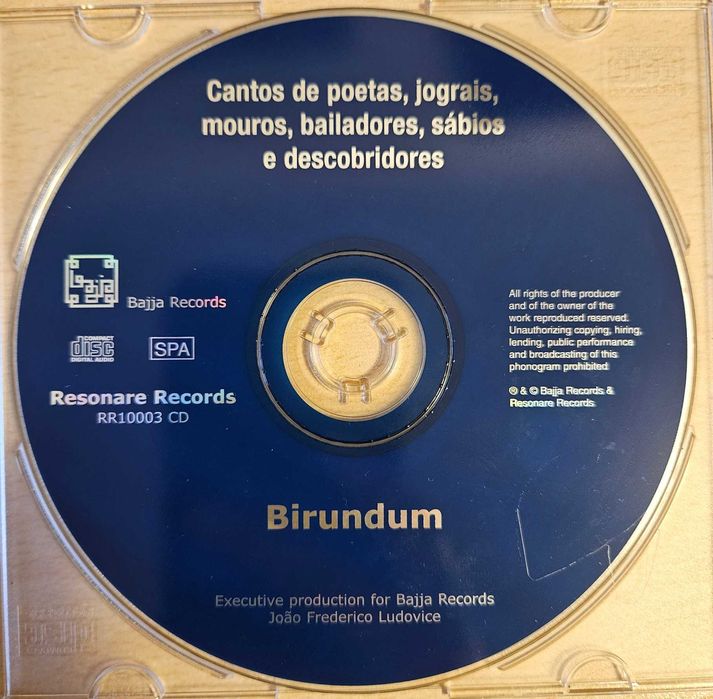 Cantos de poetas, jograis,
mouros, bailadores, sábios
e descobridores
Bajja
Bajja Records
COMPACT
disc
DIGITAL AUDIO
SPA
Resonare Records
RR10003 CD
All rights of the producer
and of the owner of the
work reproduced reserved.
Unauthorizing copying, hiring,
lending, public performance
and broadcasting of this
phonogram prohibited
℗ & © Bajja Records &
Resonare Records
Birundum
Executive production for Bajja Records
João Frederico Ludovice